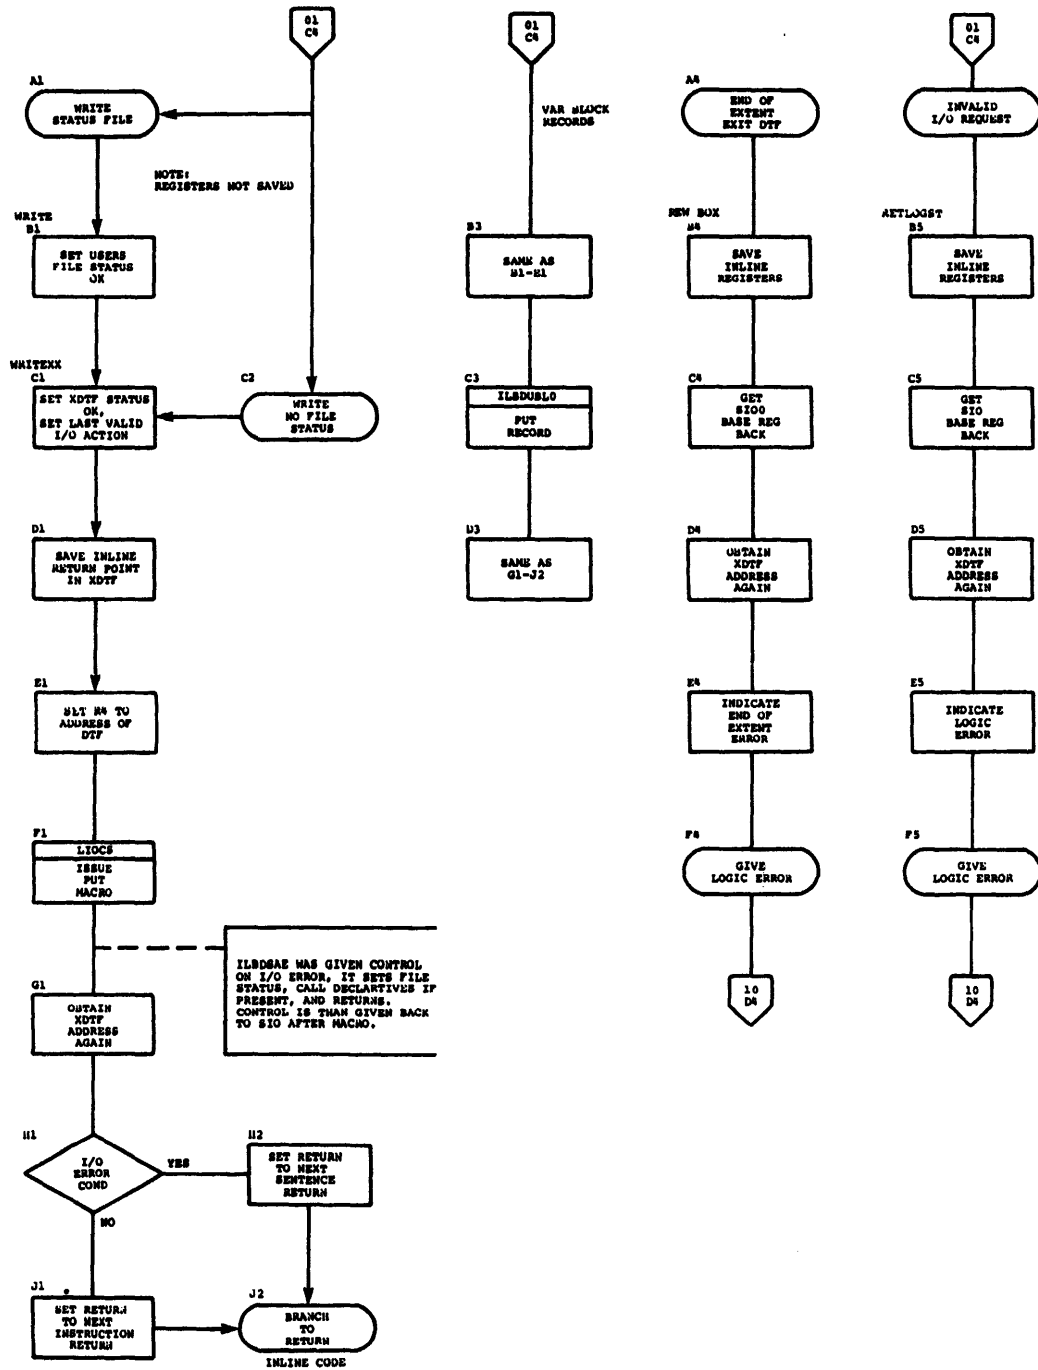 01
C4
A1
WRITE
STATUS FILE
NOTE:
REGISTERS NOT SAVED
WRITE
B1
SET USERS
FILE STATUS
OK
WRITEXX
C1
SET XDTF STATUS
OK,
SET LAST VALID
I/O ACTION
C2
WRITE
NO FILE
STATUS
D1
SAVE INLINE
RETURN POINT
IN XDTF
E1
SET R4 TO
ADDRESS OF
DTF
F1
LIOCS
ISSUE
PUT
MACRO
ILBDSAE WAS GIVEN CONTROL
ON I/O ERROR, IT SETS FILE
STATUS, CALL DECLARTIVES IF
PRESENT, AND RETURNS.
CONTROL IS THAN GIVEN BACK
TO SIO AFTER MACRO.
G1
OBTAIN
XDTF
ADDRESS
AGAIN
H1
I/O
ERROR
COND
YES
NO
H2
SET RETURN
TO NEXT
SENTENCE
RETURN
J1
SET RETURN
TO NEXT
INSTRUCTION
RETURN
J2
BRANCH
TO
RETURN
INLINE CODE
01
C4
VAR BLOCK
RECORDS
B3
SAME AS
B1-E1
C3
ILBDUSL0
PUT
RECORD
D3
SAME AS
G1-J2
A4
END OF
EXTENT
EXIT DTF
REW BOX
B4
SAVE
INLINE
REGISTERS
C4
GET
SIO0
BASE REG
BACK
D4
OBTAIN
XDTF
ADDRESS
AGAIN
E4
INDICATE
END OF
EXTENT
ERROR
F4
GIVE
LOGIC ERROR
10
D4
01
C4
INVALID
I/O REQUEST
RETLOGST
B5
SAVE
INLINE
REGISTERS
C5
GET
SIO
BASE REG
BACK
D5
OBTAIN
XDTF
ADDRESS
AGAIN
E5
INDICATE
LOGIC
ERROR
F5
GIVE
LOGIC ERROR
10
D4